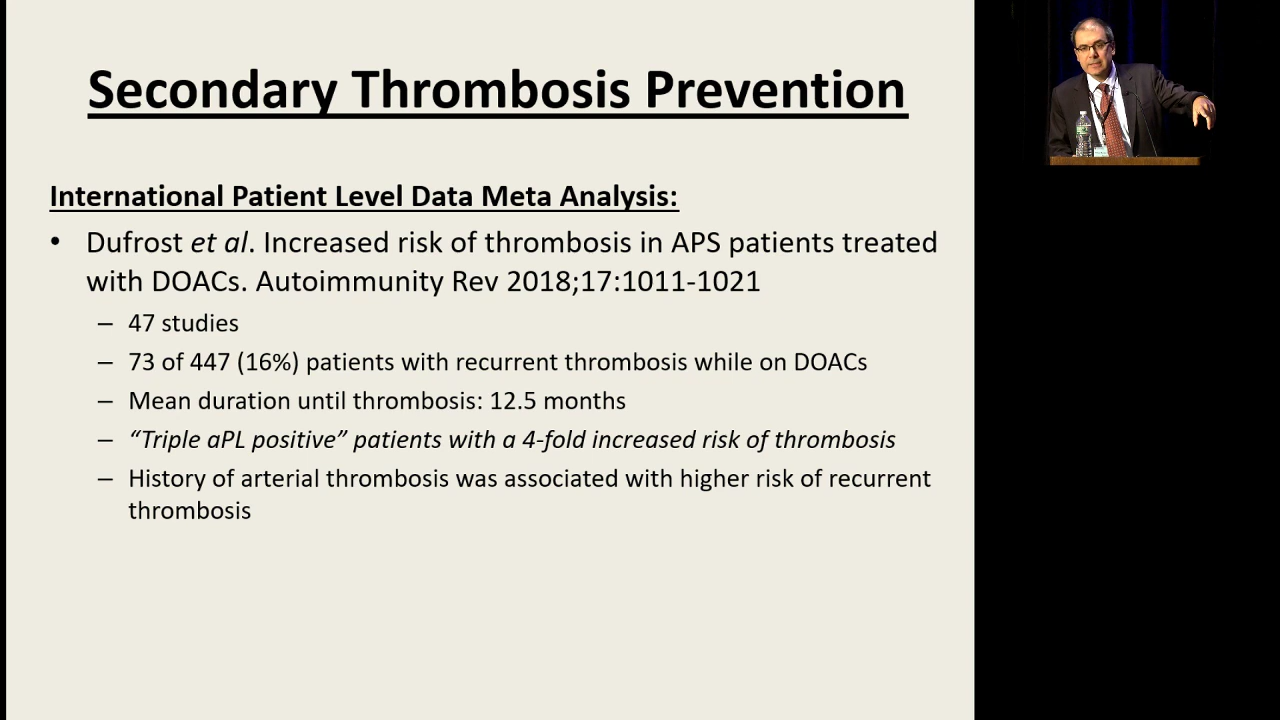 Secondary Thrombosis Prevention
International Patient Level Data Meta Analysis:
• Dufrost et al. Increased risk of thrombosis in APS patients treated
with DOACs. Autoimmunity Rev 2018;17:1011-1021
– 47 studies
– 73 of 447 (16%) patients with recurrent thrombosis while on DOACs
– Mean duration until thrombosis: 12.5 months
– “Triple aPL positive” patients with a 4-fold increased risk of thrombosis
– History of arterial thrombosis was associated with higher risk of recurrent
thrombosis